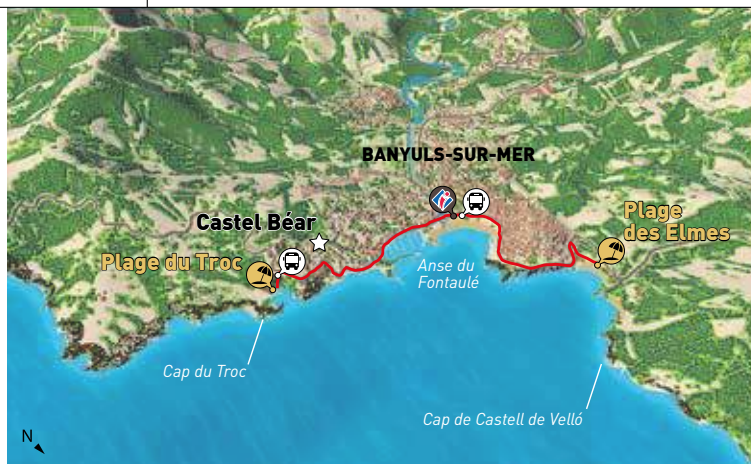 BANYULS-SUR-MER
Castel Béar
Plage
des Elmes
Plage du Troc
Anse du
Fontaulé
Cap du Troc
Cap de Castell de Velló
N